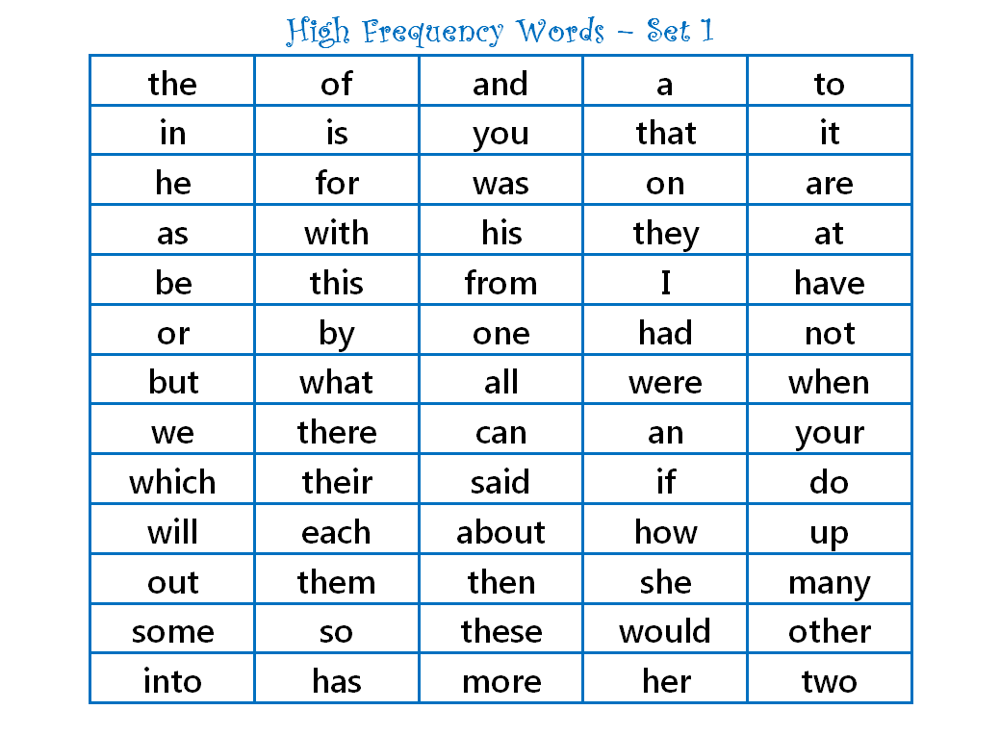 High Frequency Words – Set 1
the of and a to
in is you that it
he for was on are
as with his they at
be this from I have
or by one had not
but what all were when
we there can an your
which their said if do
will each about how up
out them then she many
some so these would other
into has more her two